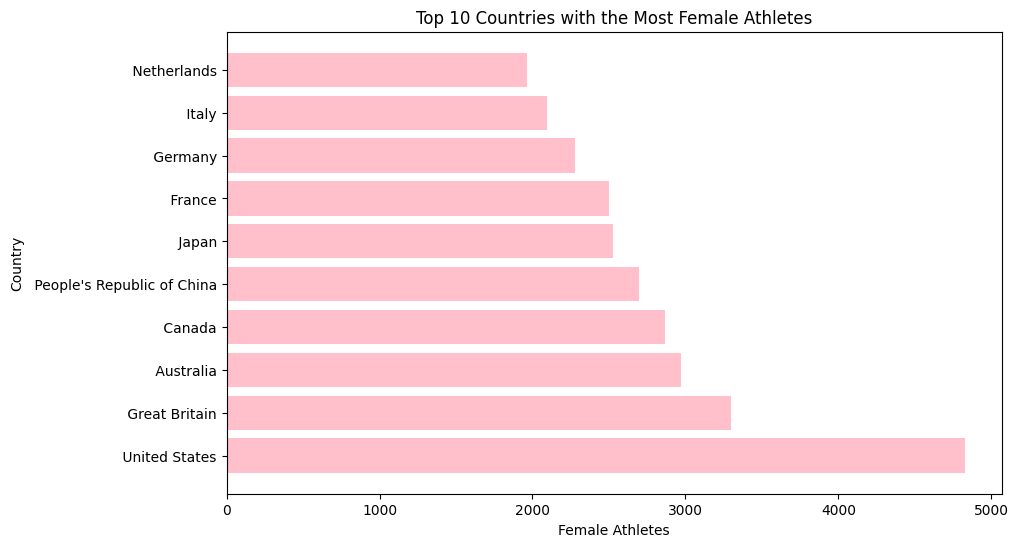 Top 10 Countries with the Most Female Athletes
Country
Netherlands
Italy
Germany
France
Japan
People's Republic of China
Canada
Australia
Great Britain
United States
0 1000 2000 3000 4000 5000
Female Athletes